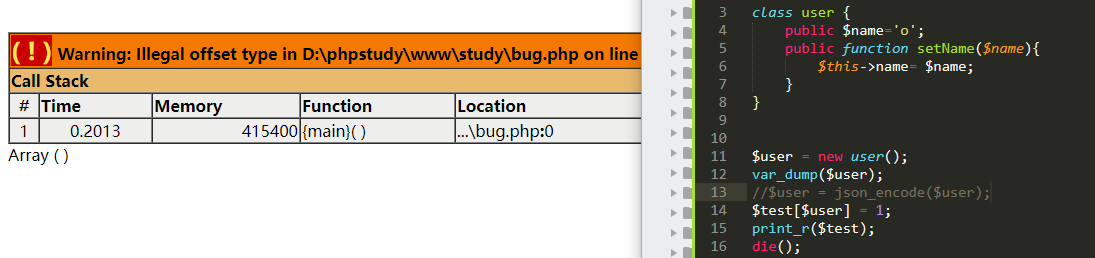 ( ! ) Warning: Illegal offset type in D:\phpstudy\www\study\bug.php on line
Call Stack
# Time Memory Function Location
1 0.2013 415400 {main}( ) ...\bug.php:0
Array ( )
3 class user {
4 public $name='o';
5 public function setName($name){
6 $this->name= $name;
7 }
8 }
9
10
11 $user = new user();
12 var_dump($user);
13 //$user = json_encode($user);
14 $test[$user] = 1;
15 print_r($test);
16 die();